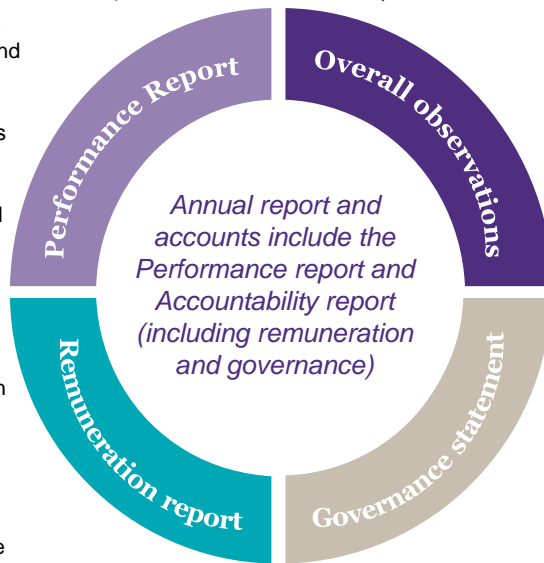 nd
s
Performance Report
Overall observations
Annual report and
accounts include the
Performance report and
Accountability report
(including remuneration
and governance)
Remuneration report
Governance statement
n
e